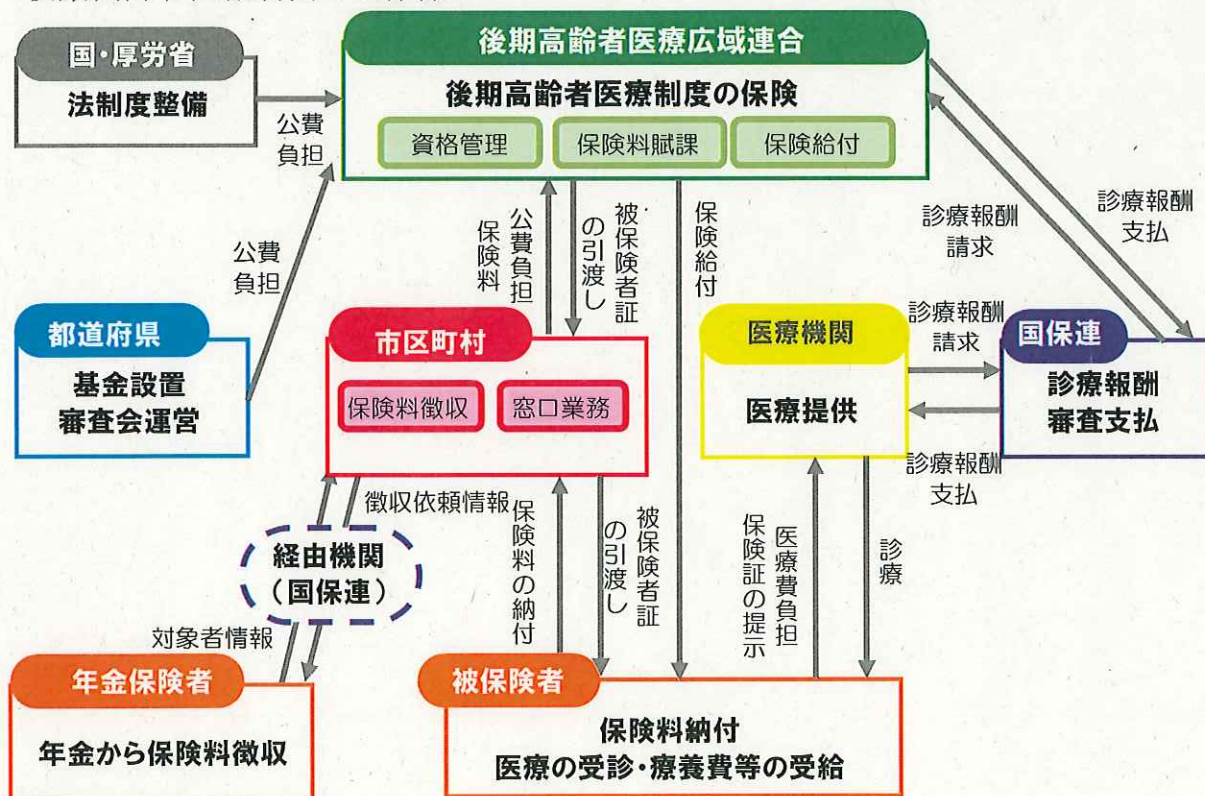 国・厚労省
法制度整備
公費
負担
後期高齢者医療広域連合
後期高齢者医療制度の保険
資格管理
保険料賦課
保険給付
公費
負担
公費負担
保険料
被保険者証
の引渡し
保険給付
診療報酬
請求
診療報酬
支払
都道府県
基金設置
審査会運営
市区町村
保険料徴収
窓口業務
医療機関
医療提供
診療報酬
請求
診療報酬
支払
国保連
診療報酬
審査支払
徴収依頼情報
経由機関
（国保連）
対象者情報
保険料の納付
被保険者証
の引渡し
医療費負担
保険証の提示
診療
年金保険者
年金から保険料徴収
被保険者
保険料納付
医療の受診・療養費等の受給